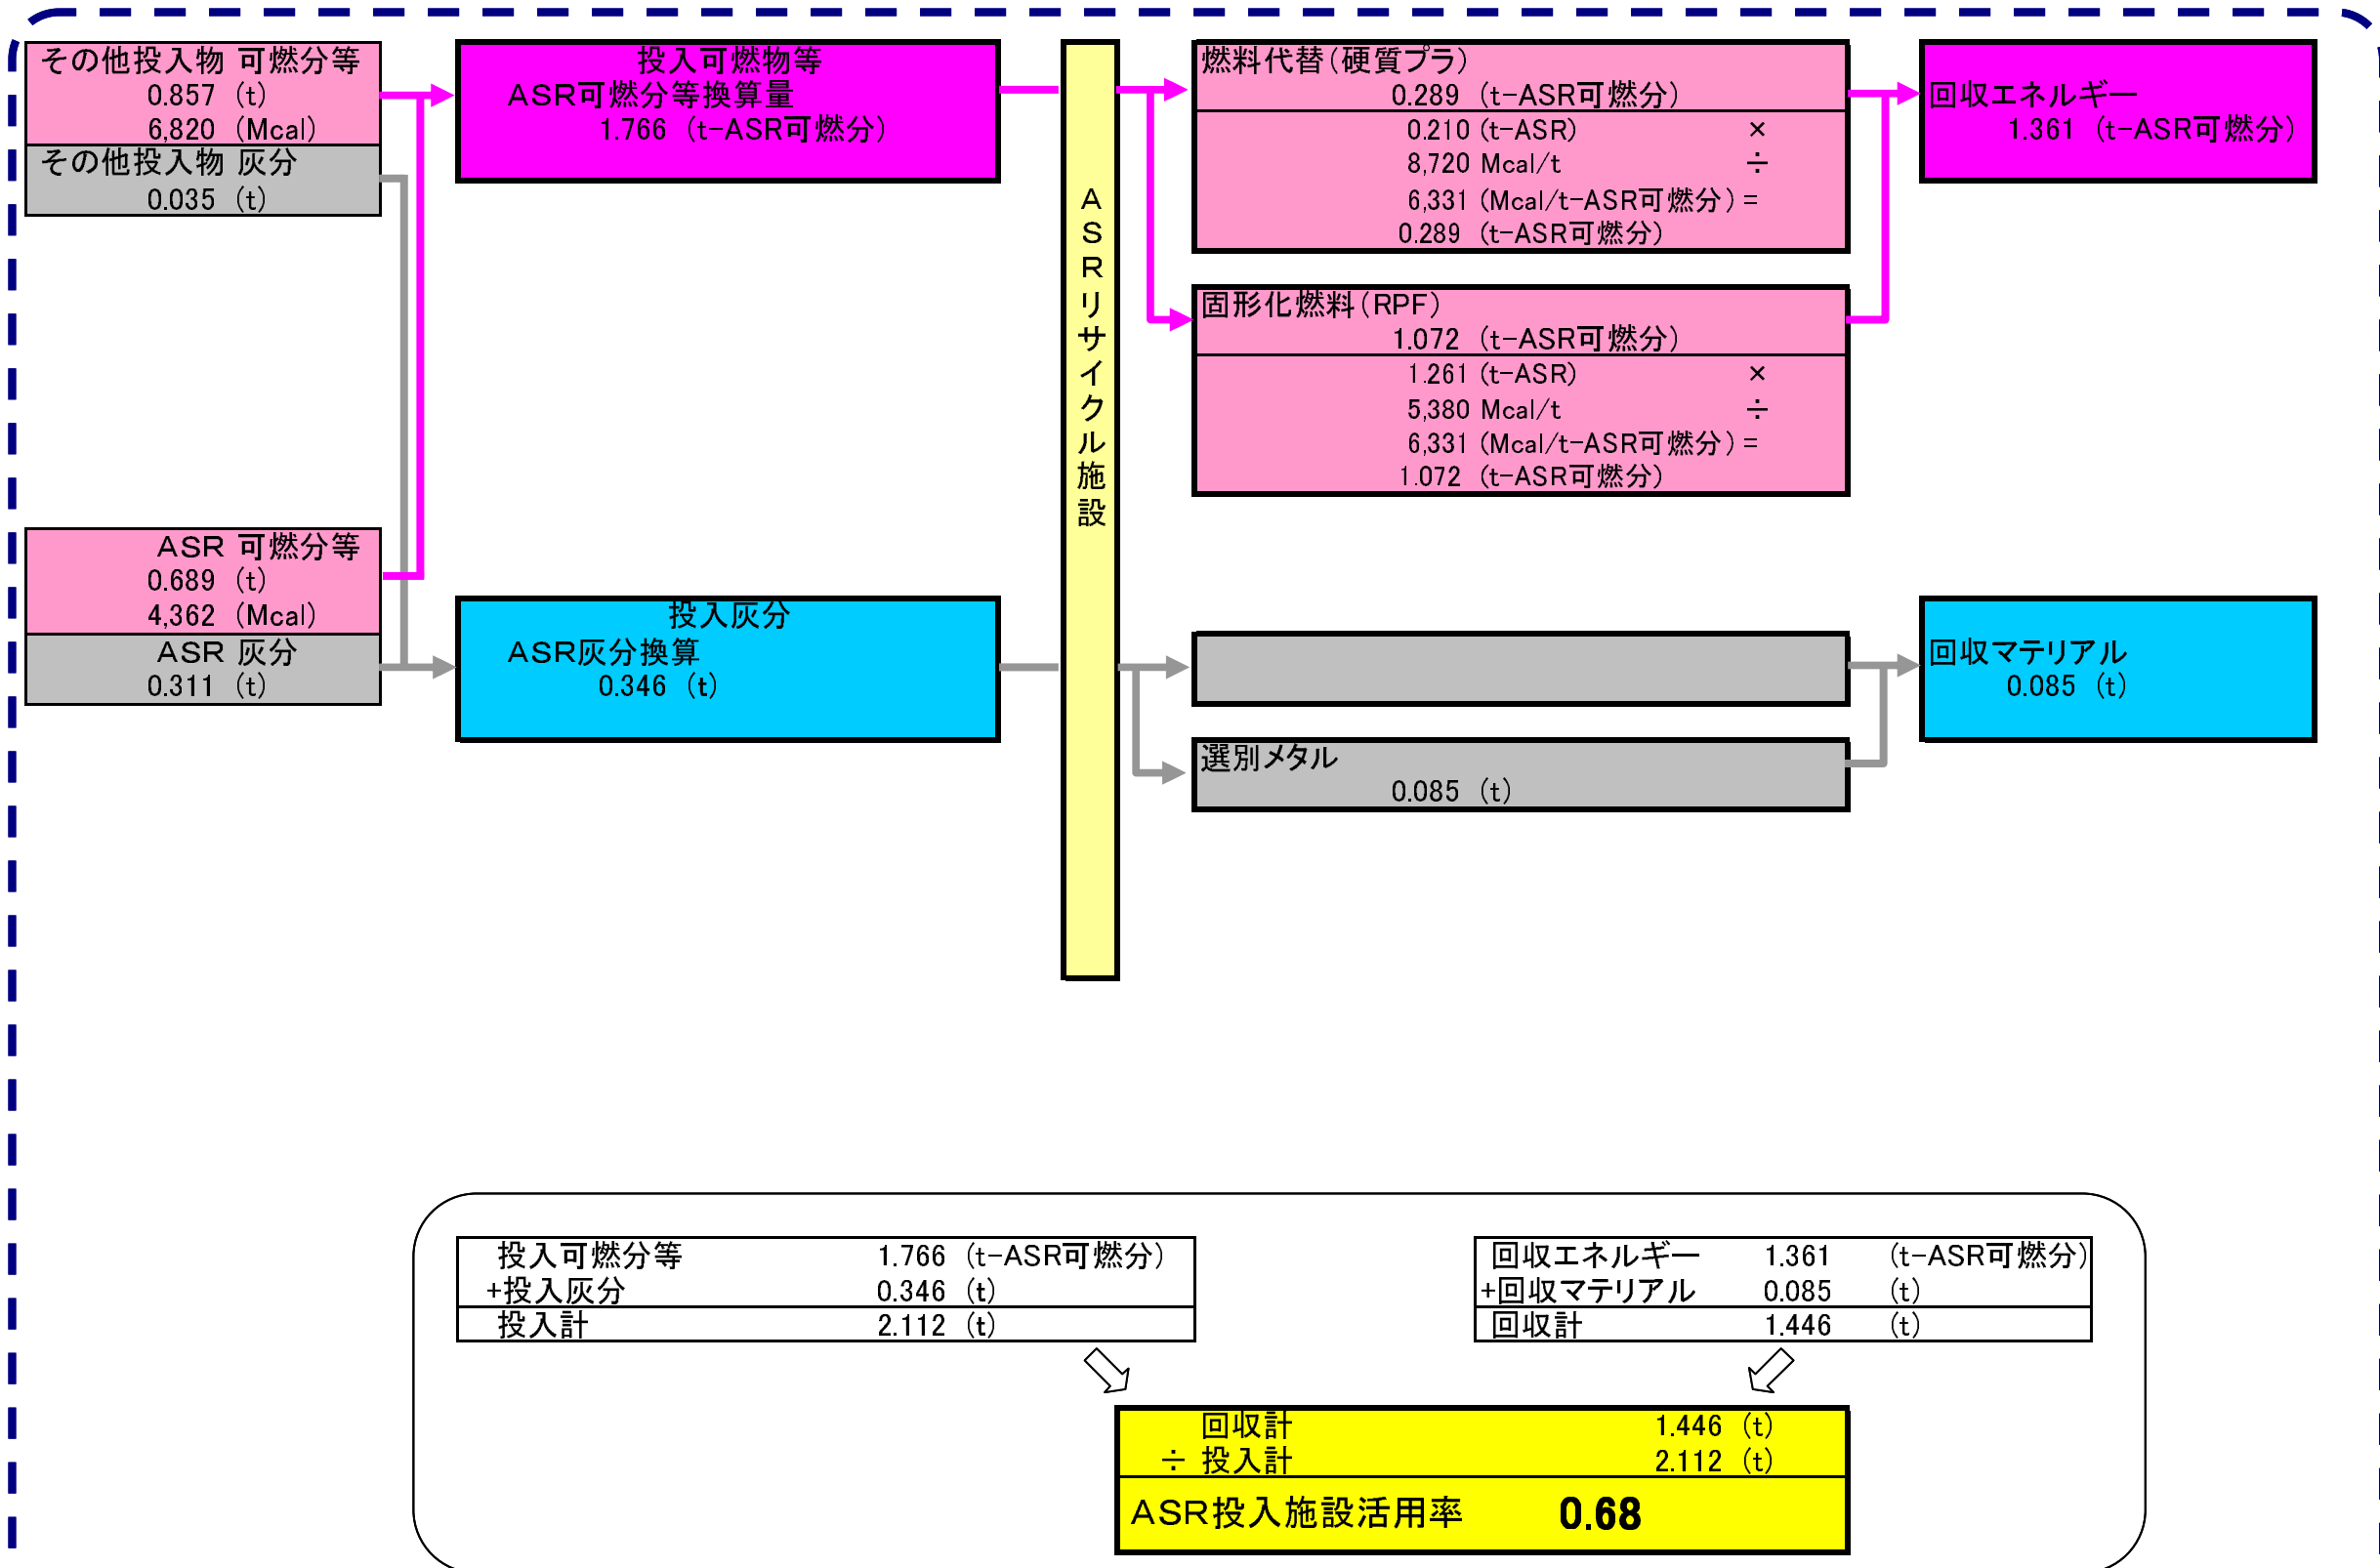 その他投入物 可燃分等
0.857 (t)
6,820 (Mcal)
その他投入物 灰分
0.035 (t)
ASR 可燃分等
0.689 (t)
4,362 (Mcal)
ASR 灰分
0.311 (t)
投入可燃物等
ASR可燃分等換算量
1.766 (t-ASR可燃分)
投入灰分
ASR灰分換算
0.346 (t)
ASRリサイクル施設
燃料代替(硬質プラ)
0.289 (t-ASR可燃分)
0.210 (t-ASR) ×
8,720 Mcal/t ÷
6,331 (Mcal/t-ASR可燃分) =
0.289 (t-ASR可燃分)
固形化燃料(RPF)
1.072 (t-ASR可燃分)
1.261 (t-ASR) ×
5,380 Mcal/t ÷
6,331 (Mcal/t-ASR可燃分) =
1.072 (t-ASR可燃分)
選別メタル
0.085 (t)
回収エネルギー
1.361 (t-ASR可燃分)
回収マテリアル
0.085 (t)
投入可燃分等 1.766 (t-ASR可燃分)
+投入灰分 0.346 (t)
投入計 2.112 (t)
回収エネルギー 1.361 (t-ASR可燃分)
+回収マテリアル 0.085 (t)
回収計 1.446 (t)
回収計 1.446 (t)
÷ 投入計 2.112 (t)
ASR投入施設活用率 0.68